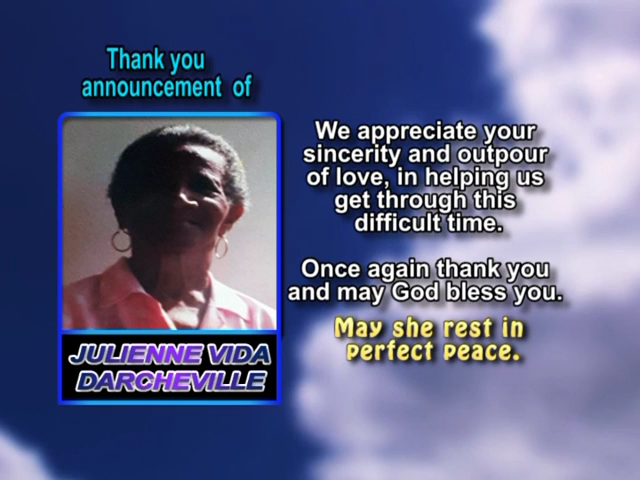 Thank you
announcement of
JULIENNE VIDA
DARCHEVILLE
We appreciate your
sincerity and outpour
of love, in helping us
get through this
difficult time.
Once again thank you
and may God bless you.
May she rest in
perfect peace.